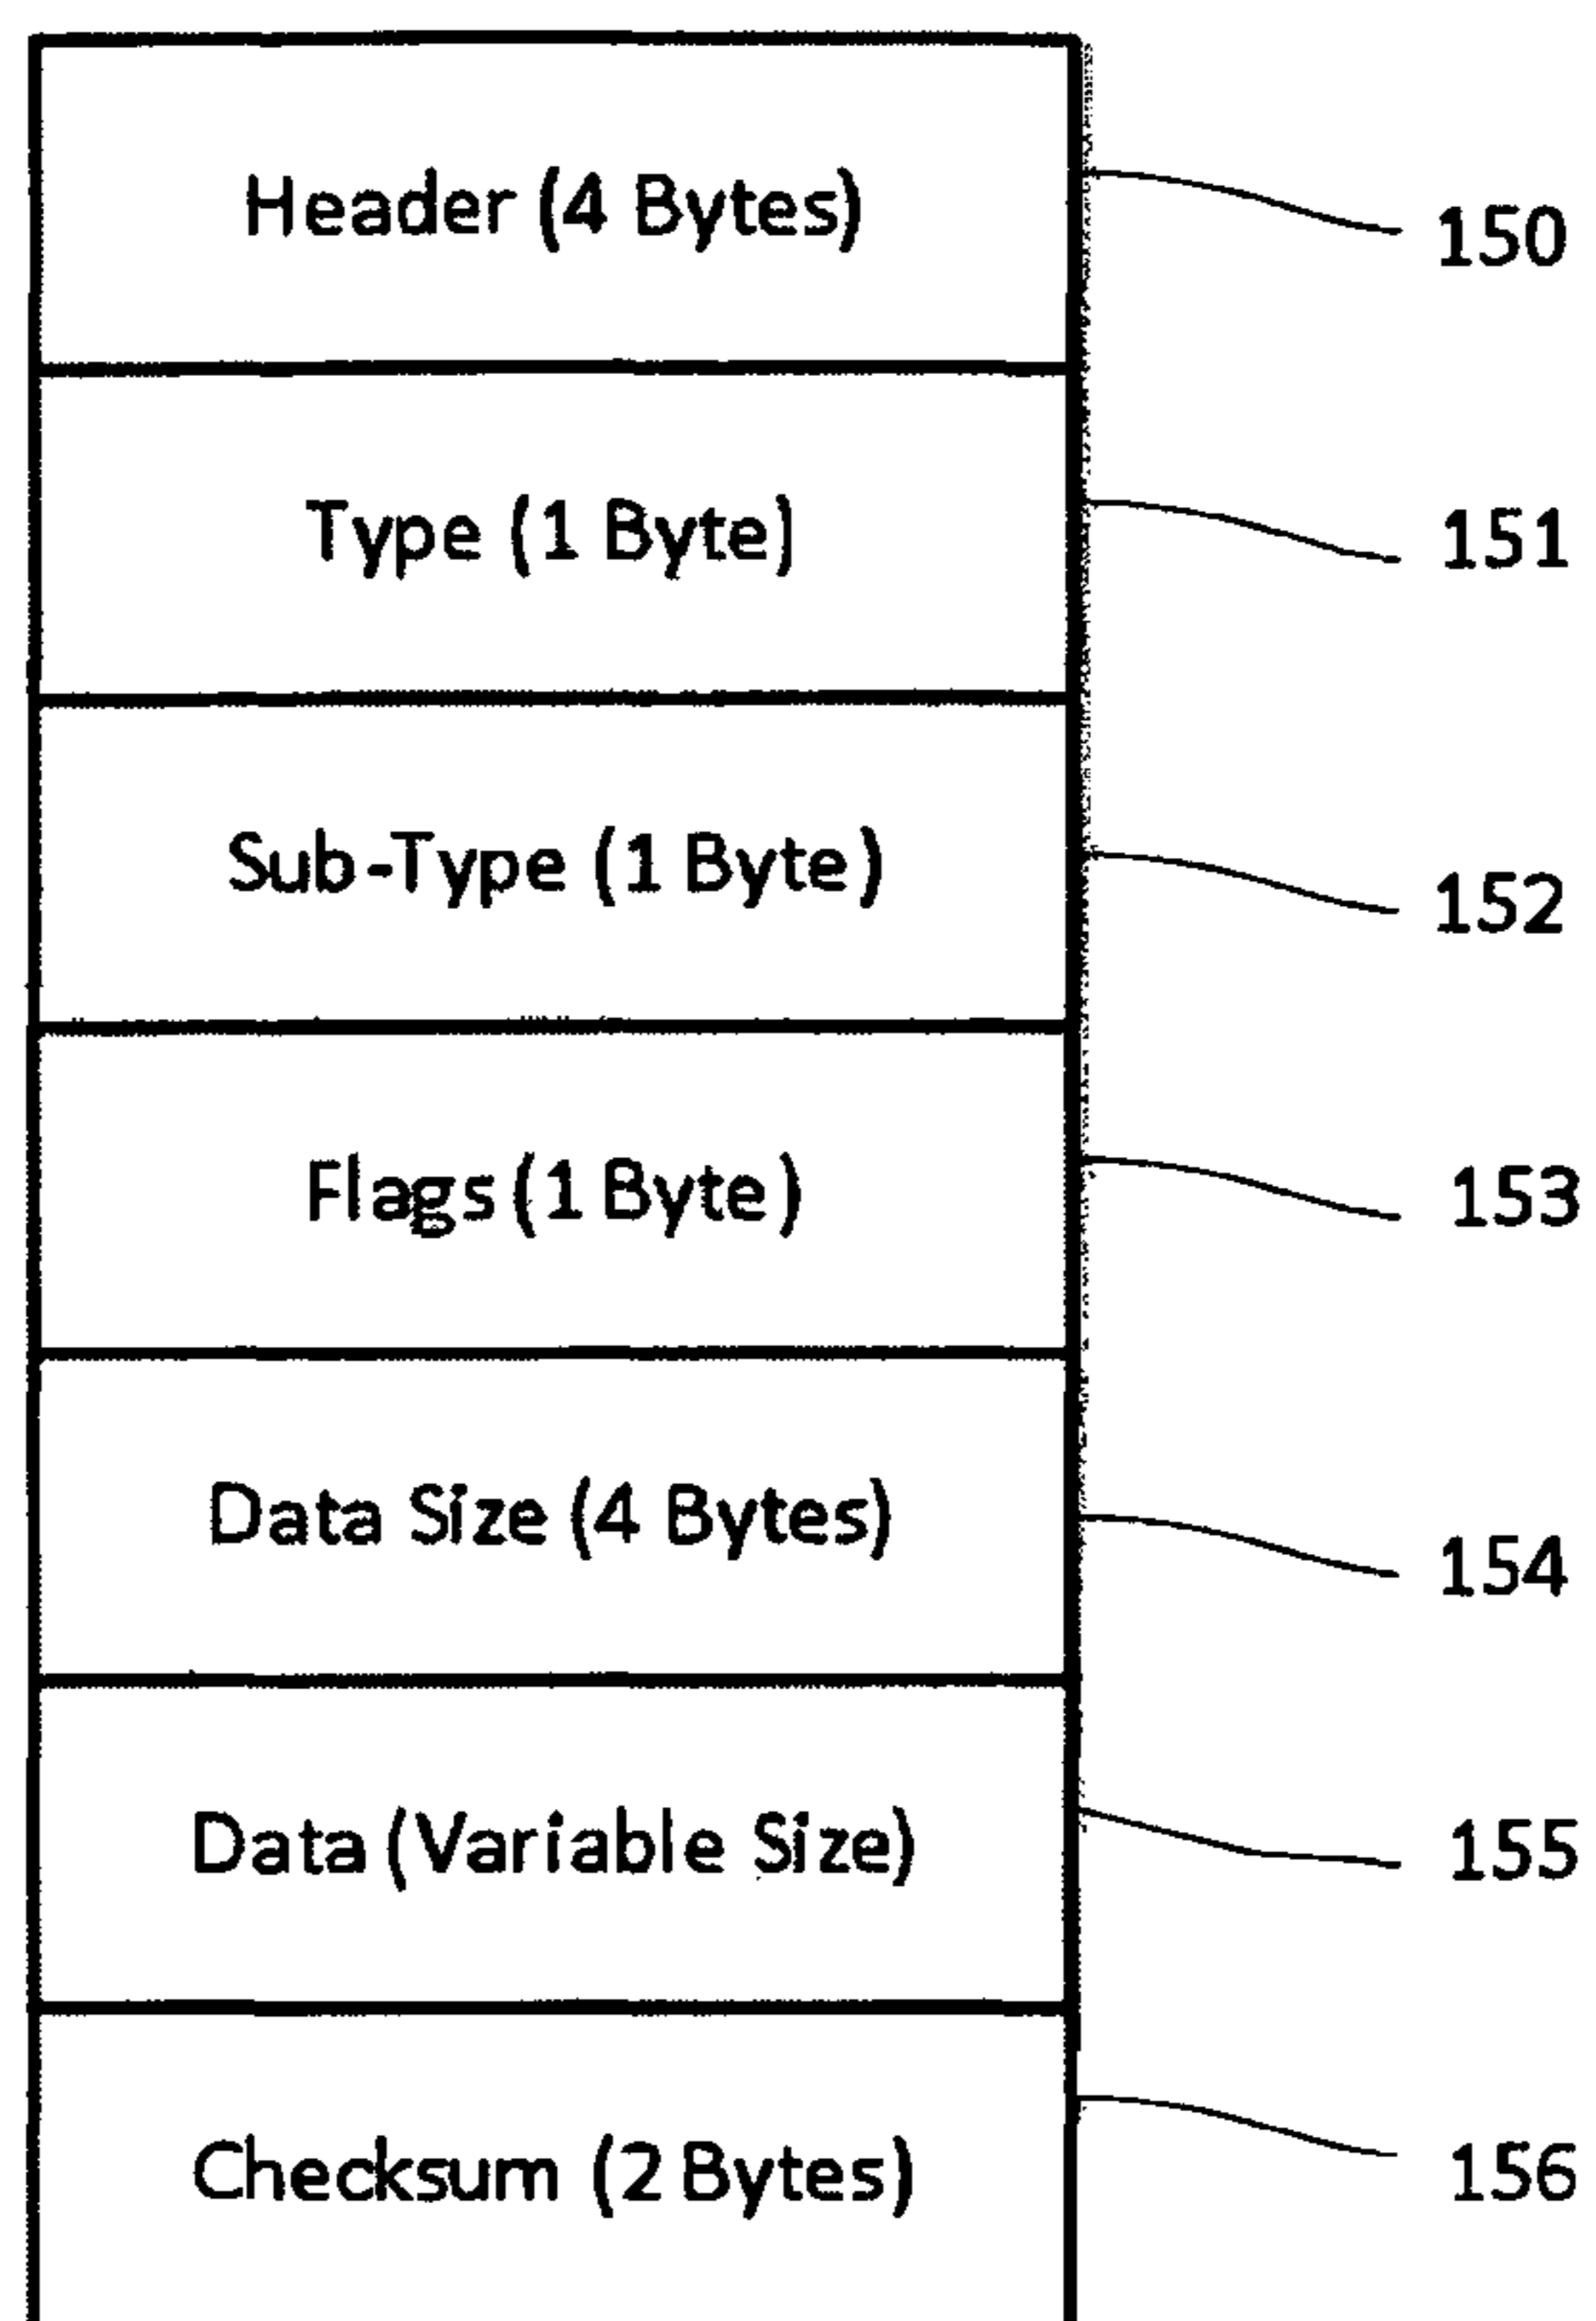 Header (4 Bytes) 150
Type (1 Byte) 151
Sub-Type (1 Byte) 152
Flags (1 Byte) 153
Data Size (4 Bytes) 154
Data (Variable Size) 155
Checksum (2 Bytes) 156